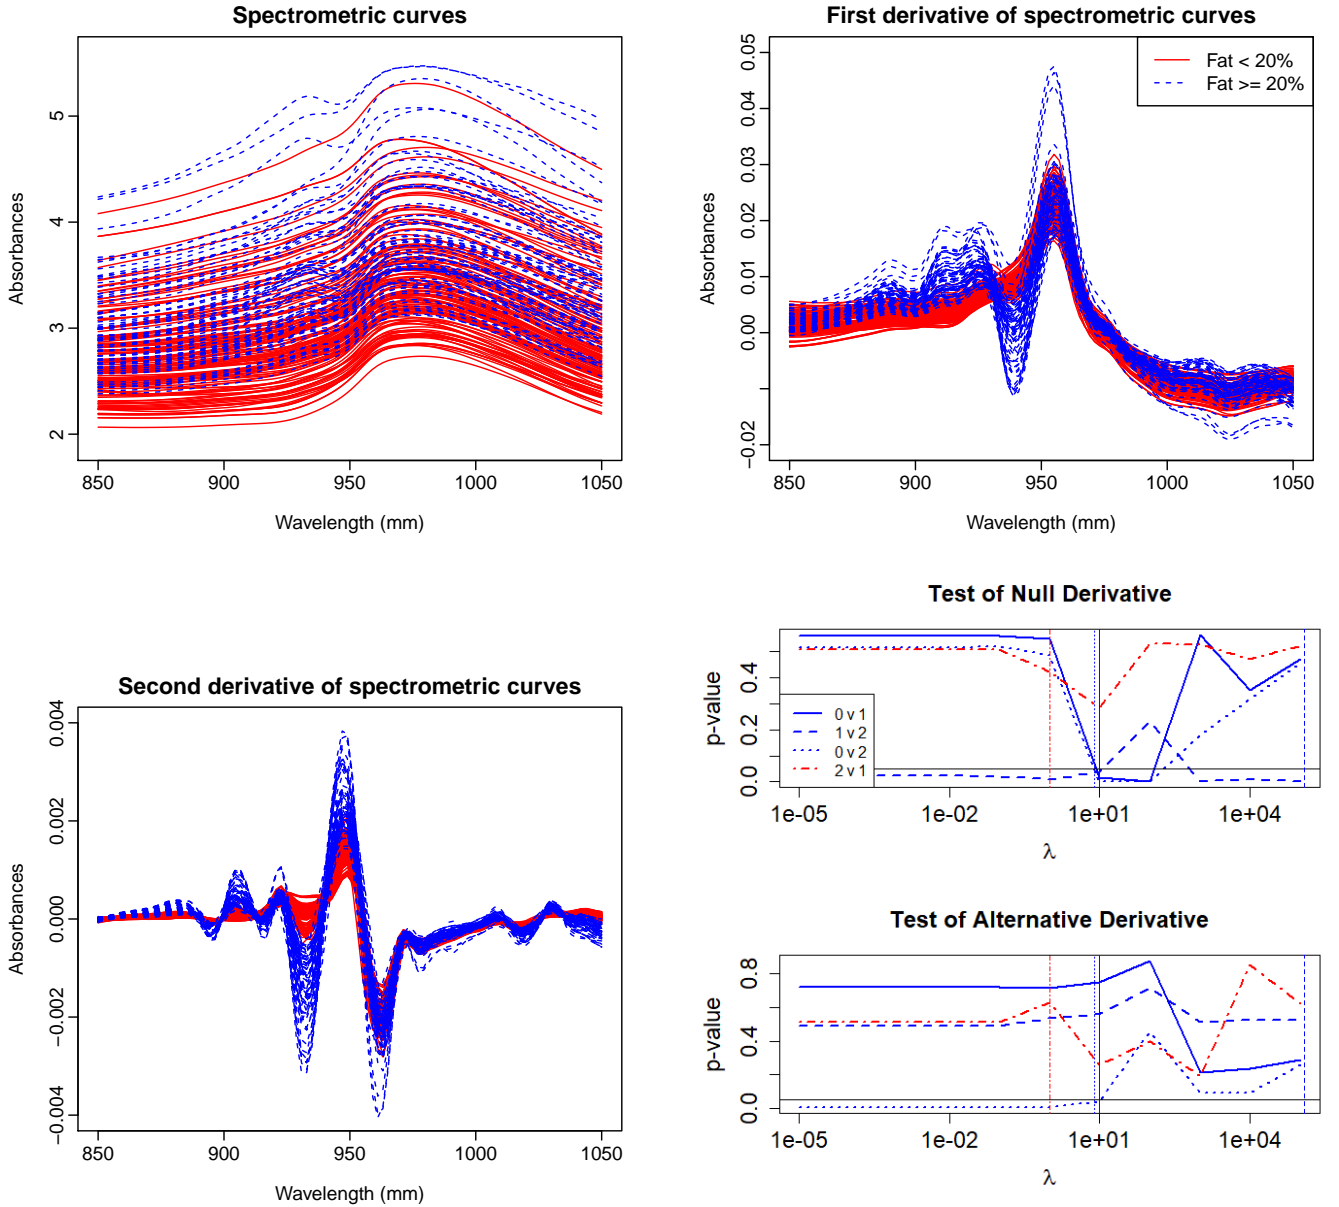 Spectrometric curves
Absorbances
5
4
3
2
850 900 950 1000 1050
Wavelength (mm)
First derivative of spectrometric curves
Fat < 20%
Fat >= 20%
Absorbances
0.05
0.04
0.03
0.02
0.01
0.00
−0.02
850 900 950 1000 1050
Wavelength (mm)
Second derivative of spectrometric curves
Absorbances
0.004
0.002
0.000
−0.002
−0.004
850 900 950 1000 1050
Wavelength (mm)
Test of Null Derivative
p-value
0.4
0.2
0.0
0 v 1
1 v 2
0 v 2
2 v 1
1e-05 1e-02 1e+01 1e+04
λ
Test of Alternative Derivative
p-value
0.8
0.4
0.0
1e-05 1e-02 1e+01 1e+04
λ